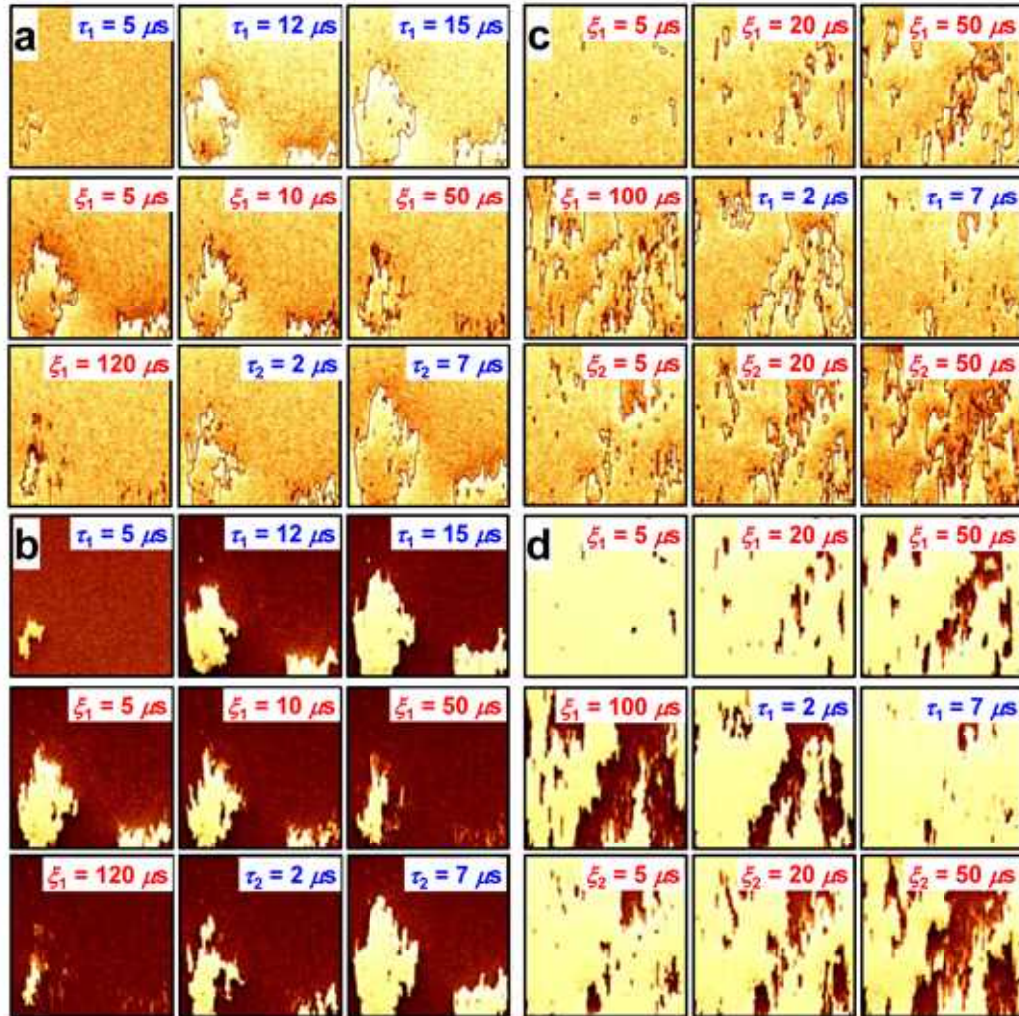 a
τ₁ = 5 μs
τ₁ = 12 μs
τ₁ = 15 μs
ξ₁ = 5 μs
ξ₁ = 10 μs
ξ₁ = 50 μs
ξ₁ = 120 μs
τ₂ = 2 μs
τ₂ = 7 μs
b
τ₁ = 5 μs
τ₁ = 12 μs
τ₁ = 15 μs
ξ₁ = 5 μs
ξ₁ = 10 μs
ξ₁ = 50 μs
ξ₁ = 120 μs
τ₂ = 2 μs
τ₂ = 7 μs
c
ξ₁ = 5 μs
ξ₁ = 20 μs
ξ₁ = 50 μs
ξ₁ = 100 μs
τ₁ = 2 μs
τ₁ = 7 μs
ξ₂ = 5 μs
ξ₂ = 20 μs
ξ₂ = 50 μs
d
ξ₁ = 5 μs
ξ₁ = 20 μs
ξ₁ = 50 μs
ξ₁ = 100 μs
τ₁ = 2 μs
τ₁ = 7 μs
ξ₂ = 5 μs
ξ₂ = 20 μs
ξ₂ = 50 μs